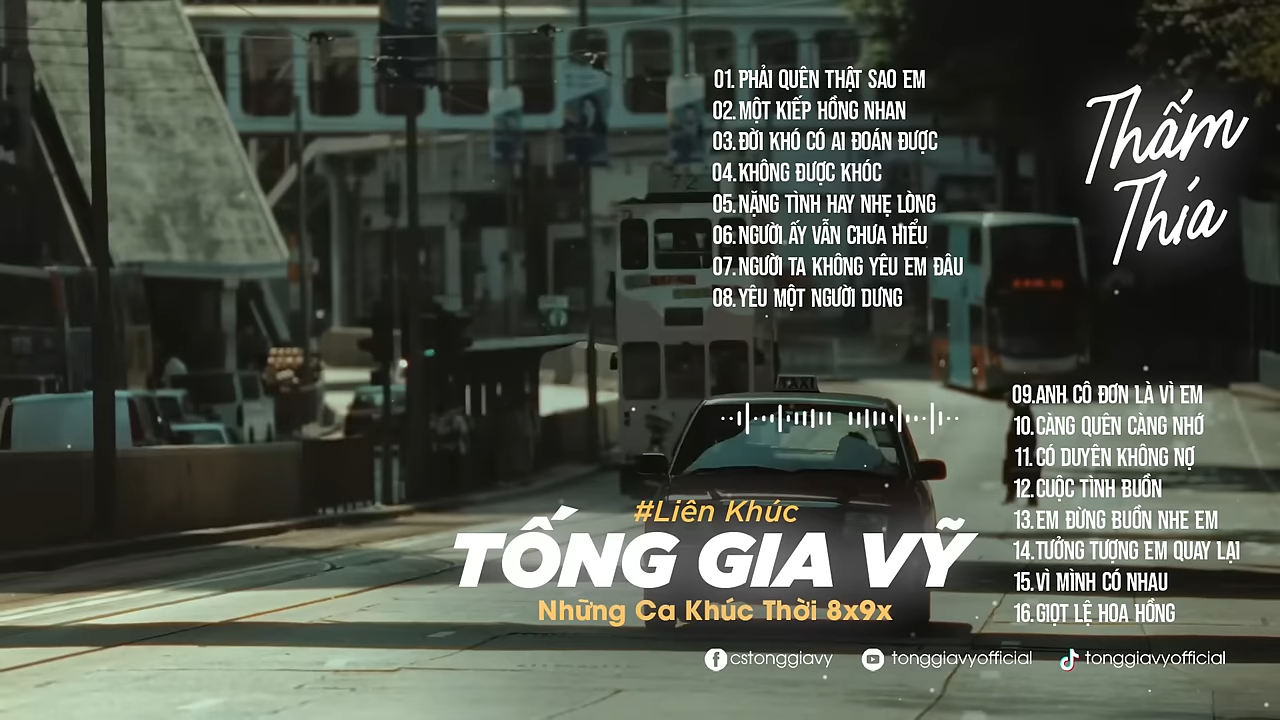 01. PHẢI QUÊN THẬT SAO EM
02. MỘT KIẾP HỒNG NHAN
03. ĐỜI KHÓ CÓ AI ĐOÁN ĐƯỢC
04. KHÔNG ĐƯỢC KHÓC
05. NẶNG TÌNH HAY NHẸ LÒNG
06. NGƯỜI ẤY VẪN CHƯA HIỂU
07. NGƯỜI TA KHÔNG YÊU EM ĐÂU
08. YÊU MỘT NGƯỜI DƯNG
Thấm
Thía
72
TAXI
09. ANH CÔ ĐƠN LÀ VÌ EM
10. CÀNG QUÊN CÀNG NHỚ
11. CÓ DUYÊN KHÔNG NỢ
12. CUỘC TÌNH BUỒN
13. EM ĐỪNG BUỒN NHE EM
14. TƯỞNG TƯỢNG EM QUAY LẠI
15. VÌ MÌNH CÓ NHAU
16. GIỌT LỆ HOA HỒNG
#Liên Khúc
TỐNG GIA VỸ
Những Ca Khúc Thời 8x9x
cstonggiavy
tonggiavyofficial
tonggiavyofficial